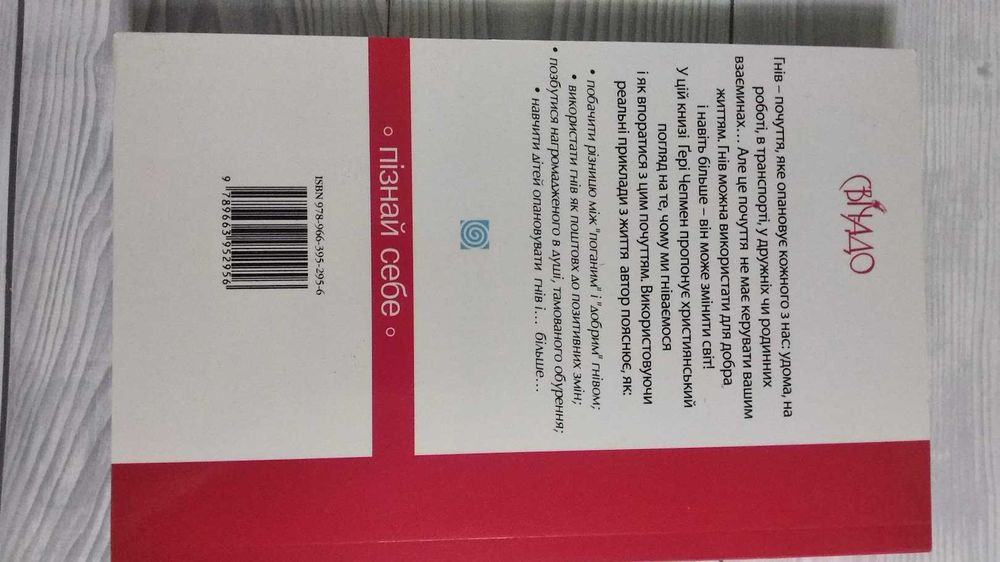 СВІЧАДО
Гнів – почуття, яке опановує кожного з нас: удома, на
роботі, в транспорті, у дружніх чи родинних
взаєминах... Але це почуття не має керувати вашим
життям. Гнів можна використати для добра
і навіть більше – він може змінити світ!
У цій книзі Ґері Чепмен пропонує християнський
погляд на те, чому ми гніваємося
і як впоратися з цим почуттям. Використовуючи
реальні приклади з життя автор пояснює, як:
• побачити різницю між "поганим" і "добрим" гнівом;
• використати гнів як поштовх до позитивних змін;
• позбутися нагромадженого в душі, тамованого обурення;
• навчити дітей опановувати гнів і... більше...
○ пізнай себе ○
ISBN 978-966-395-295-6
9 789663 952956